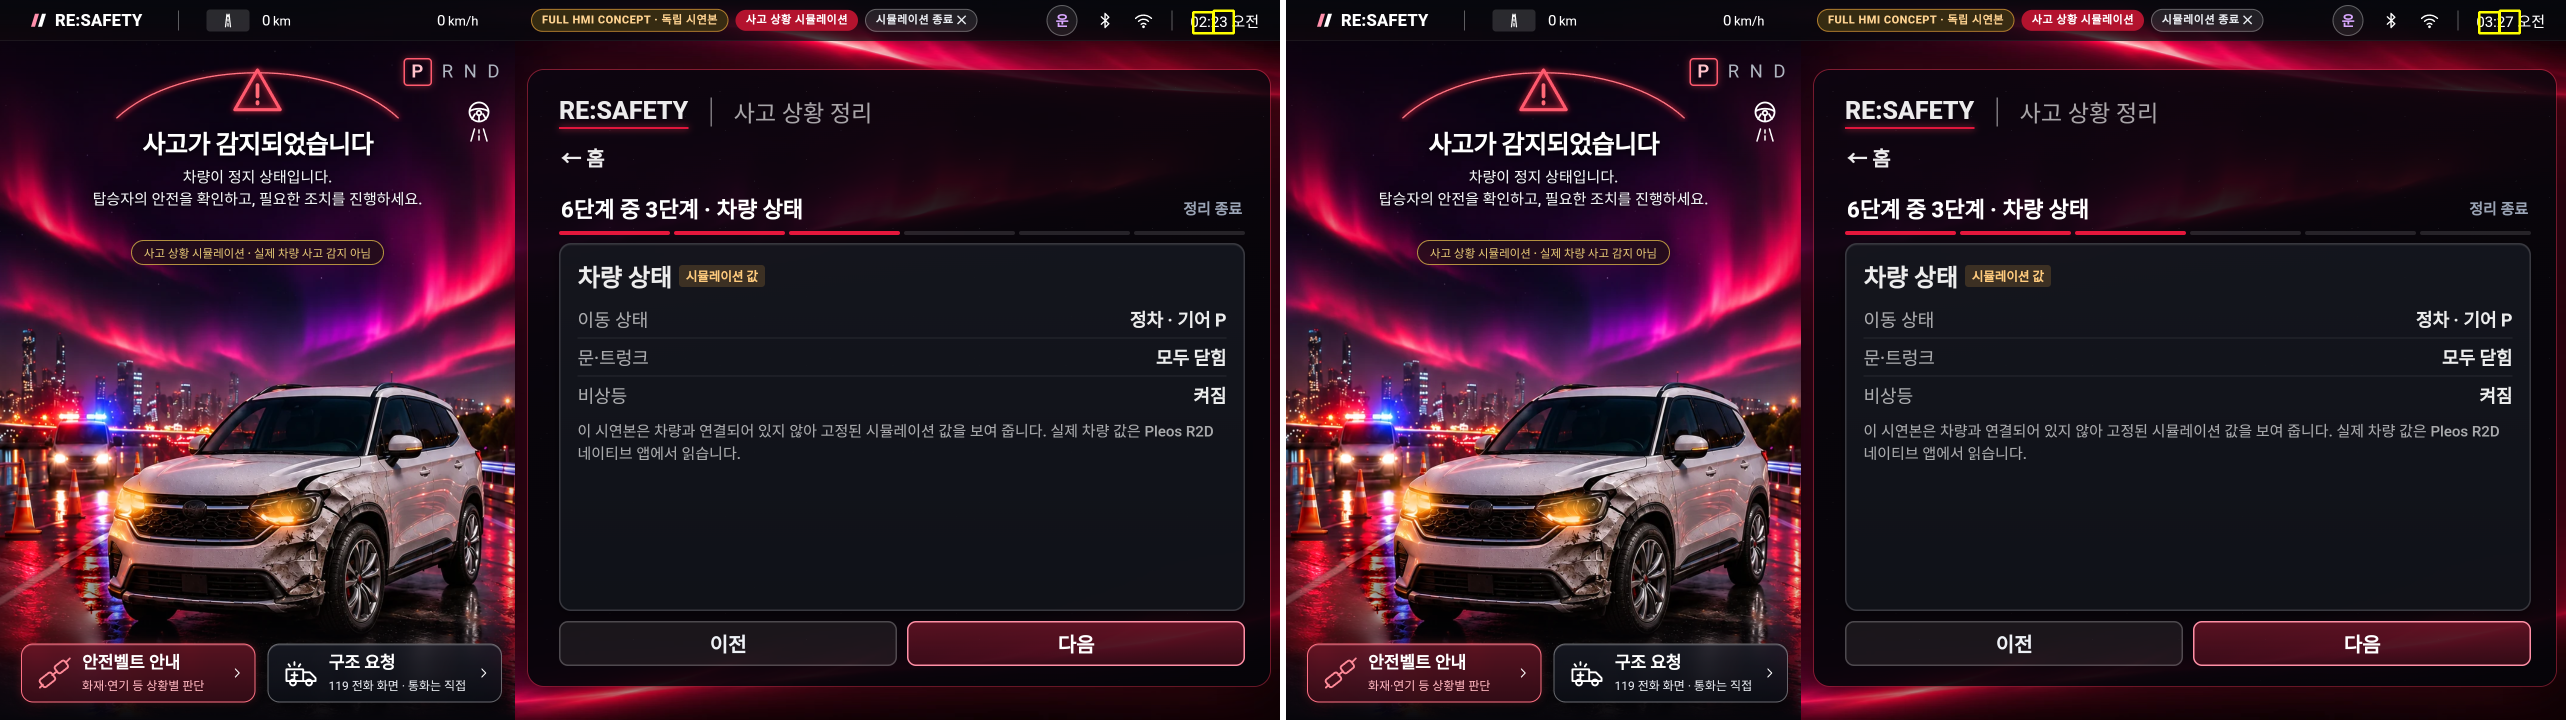 RE:SAFETY 0 km 0 km/h FULL HMI CONCEPT · 독립 시연본 사고 상황 시뮬레이션 시뮬레이션 종료 ✕ 운 02:23 오전
P R N D
사고가 감지되었습니다
차량이 정지 상태입니다.
탑승자의 안전을 확인하고, 필요한 조치를 진행하세요.
사고 상황 시뮬레이션 · 실제 차량 사고 감지 아님
안전벨트 안내
화재·연기 등 상황별 판단
구조 요청
119 전화 화면 · 통화는 직접
RE:SAFETY 사고 상황 정리
← 홈
6단계 중 3단계 · 차량 상태 정리 종료
차량 상태 시뮬레이션 값
이동 상태 정차 · 기어 P
문·트렁크 모두 닫힘
비상등 켜짐
이 시연본은 차량과 연결되어 있지 않아 고정된 시뮬레이션 값을 보여 줍니다. 실제 차량 값은 Pleos R2D
네이티브 앱에서 읽습니다.
이전 다음
RE:SAFETY 0 km 0 km/h FULL HMI CONCEPT · 독립 시연본 사고 상황 시뮬레이션 시뮬레이션 종료 ✕ 운 03:27 오전
P R N D
사고가 감지되었습니다
차량이 정지 상태입니다.
탑승자의 안전을 확인하고, 필요한 조치를 진행하세요.
사고 상황 시뮬레이션 · 실제 차량 사고 감지 아님
안전벨트 안내
화재·연기 등 상황별 판단
구조 요청
119 전화 화면 · 통화는 직접
RE:SAFETY 사고 상황 정리
← 홈
6단계 중 3단계 · 차량 상태 정리 종료
차량 상태 시뮬레이션 값
이동 상태 정차 · 기어 P
문·트렁크 모두 닫힘
비상등 켜짐
이 시연본은 차량과 연결되어 있지 않아 고정된 시뮬레이션 값을 보여 줍니다. 실제 차량 값은 Pleos R2D
네이티브 앱에서 읽습니다.
이전 다음